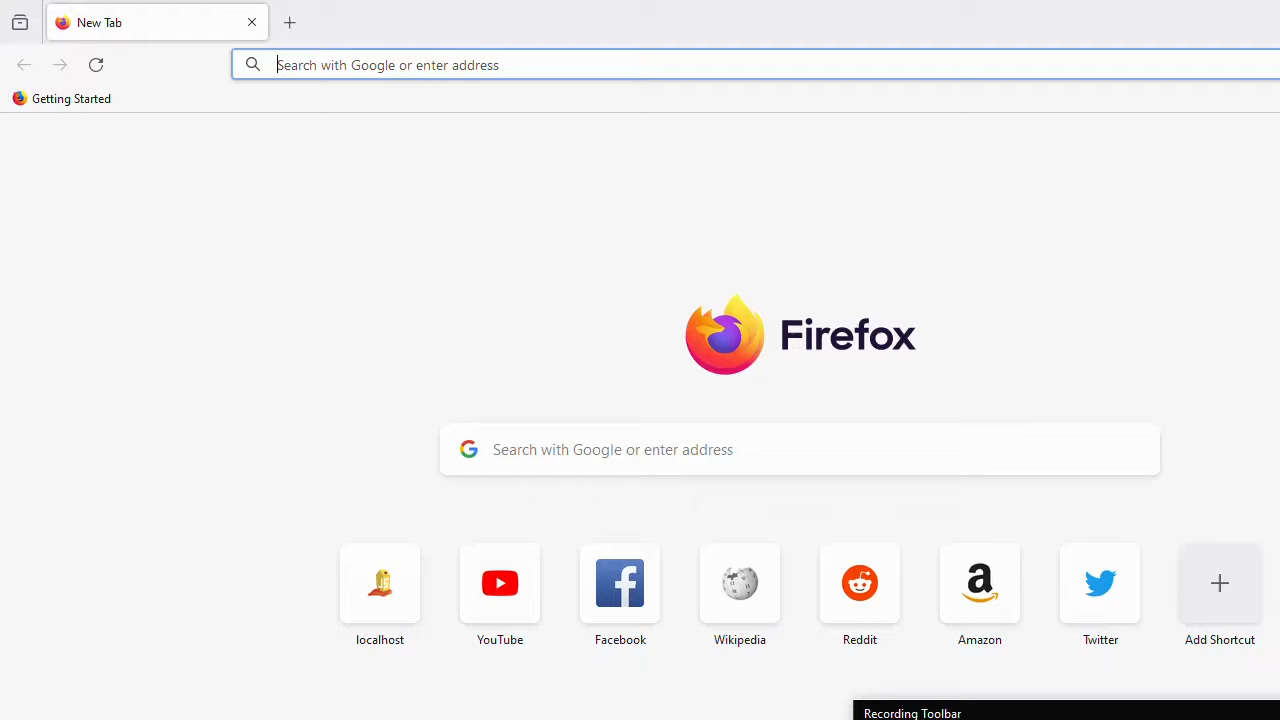 New Tab
Search with Google or enter address
Getting Started
Firefox
Search with Google or enter address
localhost
YouTube
Facebook
Wikipedia
Reddit
Amazon
Twitter
Add Shortcut
Recording Toolbar